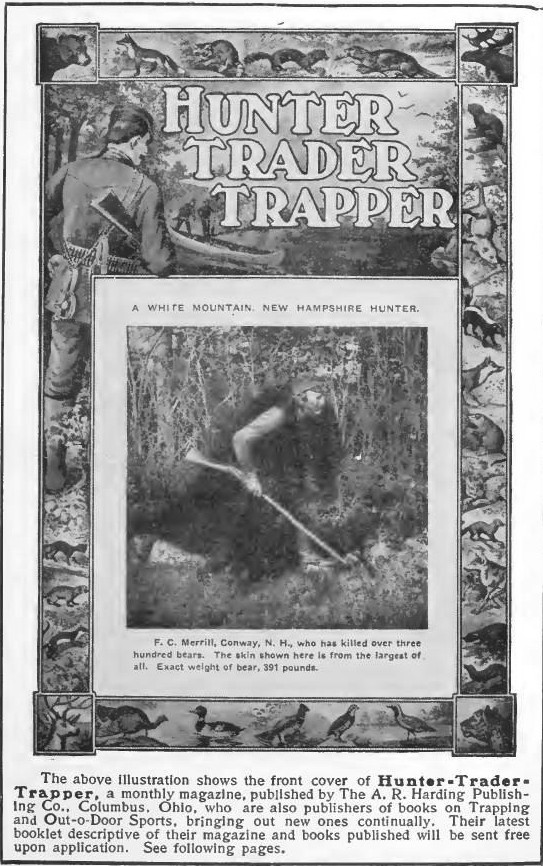 HUNTER
TRADER
TRAPPER
A WHITE MOUNTAIN, NEW HAMPSHIRE HUNTER.
F. C. Merrill, Conway, N. H., who has killed over three
hundred bears. The skin shown here is from the largest of
all. Exact weight of bear, 391 pounds.
The above illustration shows the front cover of Hunter-Trader-
Trapper, a monthly magazine, published by The A. R. Harding Publish-
ing Co., Columbus, Ohio, who are also publishers of books on Trapping
and Out-o-Door Sports, bringing out new ones continually. Their latest
booklet descriptive of their magazine and books published will be sent free
upon application. See following pages.